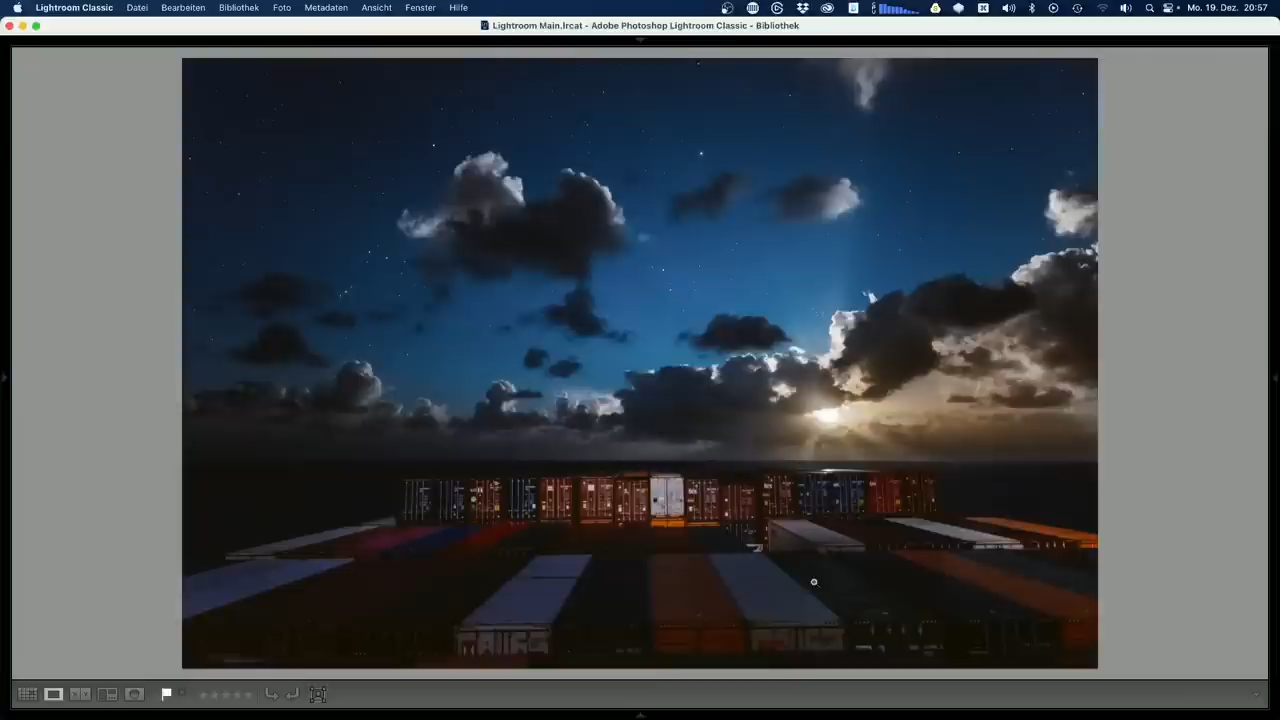 Lightroom Classic Datei Bearbeiten Bibliothek Foto Metadaten Ansicht Fenster Hilfe Mo. 19. Dez. 20:57
Lightroom Main.lrcat - Adobe Photoshop Lightroom Classic - Bibliothek